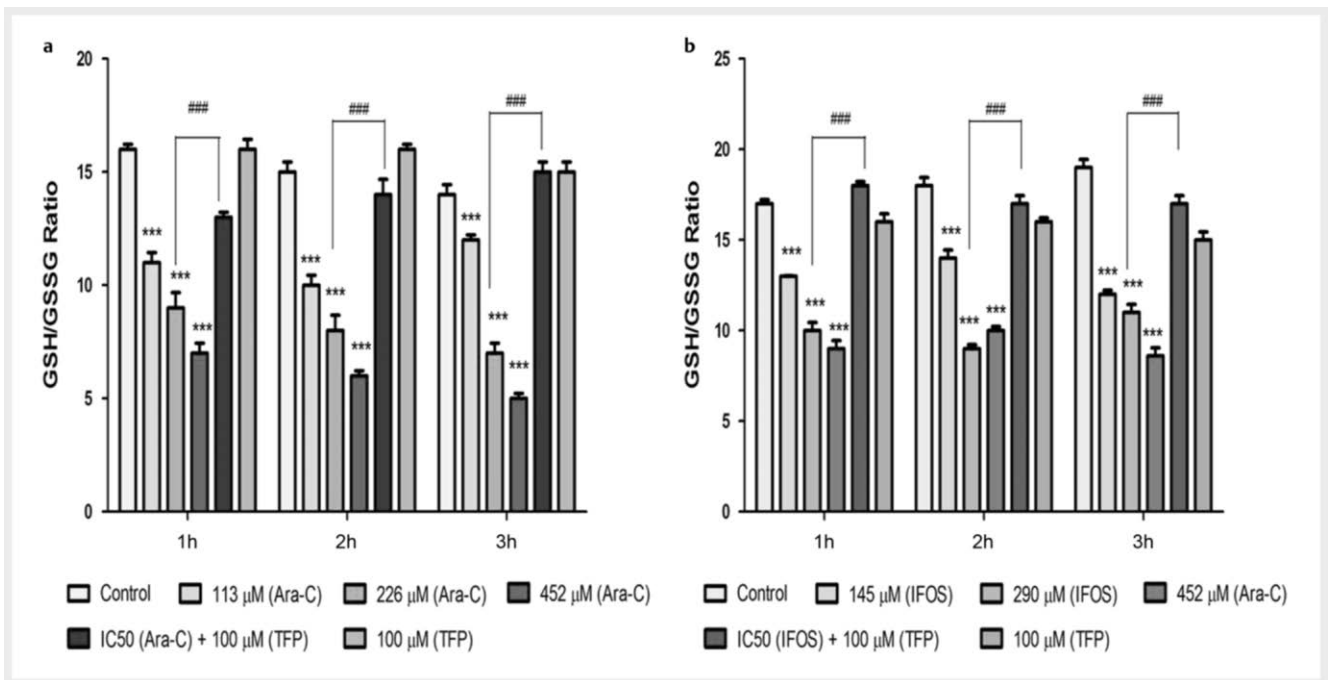 a
20
15
10
5
0
GSH/GSSG Ratio
###
###
###
***
***
***
***
***
***
***
***
***
1h
2h
3h
Control 113 μM (Ara-C) 226 μM (Ara-C) 452 μM (Ara-C)
IC50 (Ara-C) + 100 μM (TFP) 100 μM (TFP)
b
25
20
15
10
5
0
GSH/GSSG Ratio
###
###
###
***
***
***
***
***
***
***
***
***
1h
2h
3h
Control 145 μM (IFOS) 290 μM (IFOS) 452 μM (Ara-C)
IC50 (IFOS) + 100 μM (TFP) 100 μM (TFP)